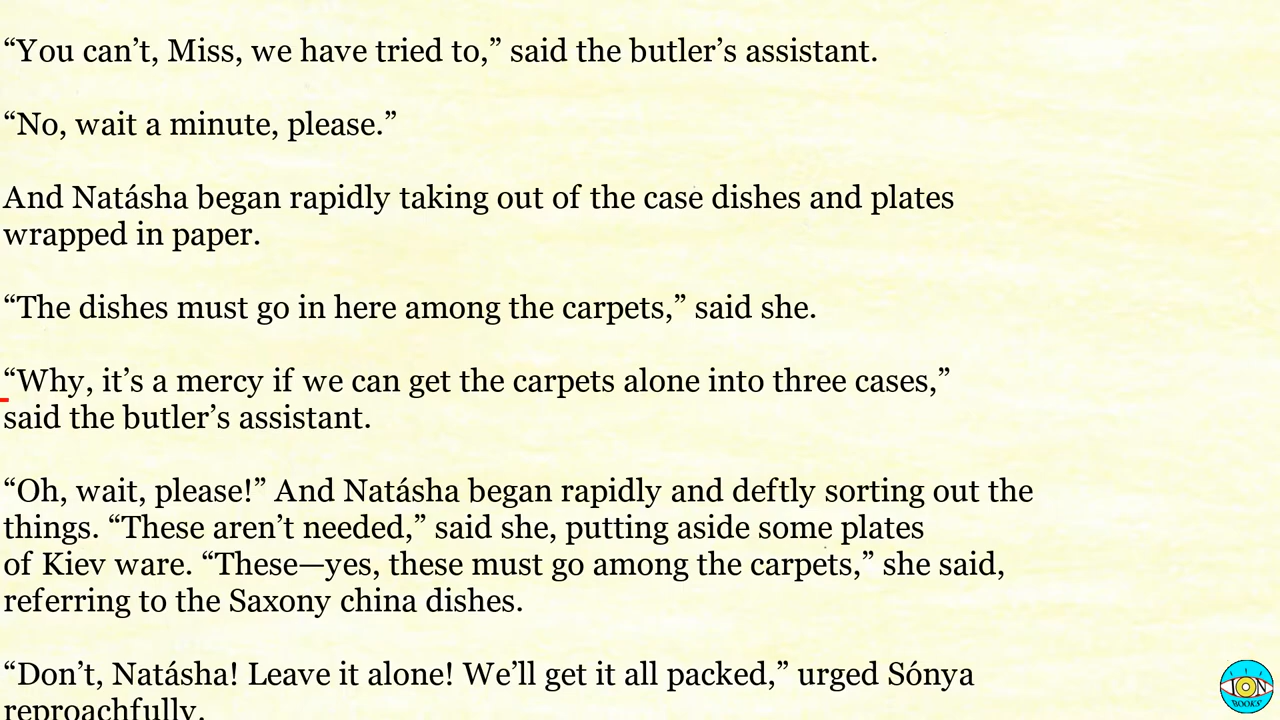 “You can’t, Miss, we have tried to,” said the butler’s assistant.
“No, wait a minute, please.”
And Natásha began rapidly taking out of the case dishes and plates
wrapped in paper.
“The dishes must go in here among the carpets,” said she.
“Why, it’s a mercy if we can get the carpets alone into three cases,”
said the butler’s assistant.
“Oh, wait, please!” And Natásha began rapidly and deftly sorting out the
things. “These aren’t needed,” said she, putting aside some plates
of Kiev ware. “These—yes, these must go among the carpets,” she said,
referring to the Saxony china dishes.
“Don’t, Natásha! Leave it alone! We’ll get it all packed,” urged Sónya
reproachfully.
ION
BOOKS